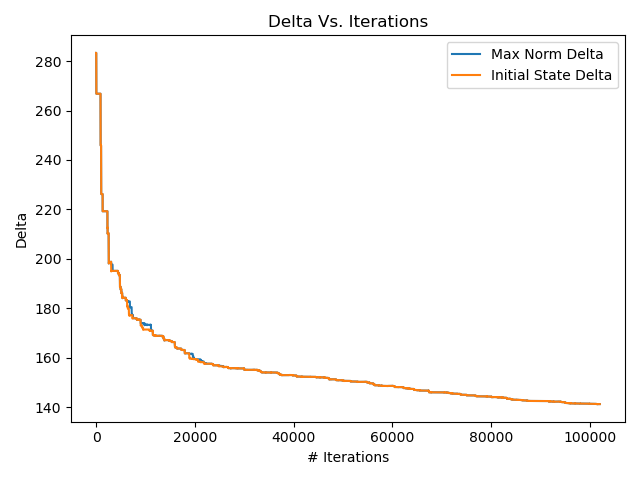 Delta Vs. Iterations
Max Norm Delta
Initial State Delta
Delta
280
260
240
220
200
180
160
140
0
20000
40000
60000
80000
100000
# Iterations